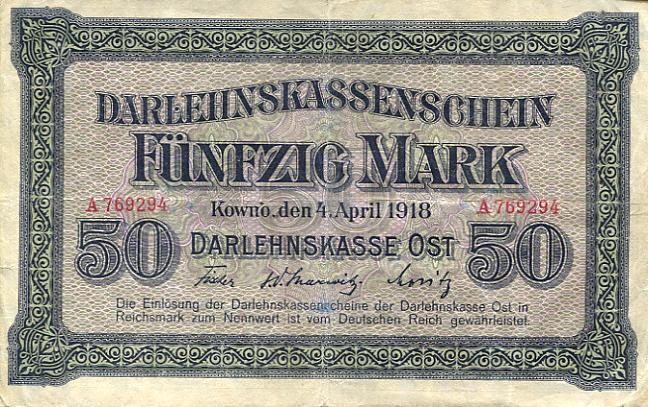 DARLEHNSKASSENSCHEIN
FÜNFZIG MARK
A 769294 A 769294
Kowno. den 4. April 1918
50 DARLEHNSKASSE OST 50
Fischer
Die Einlösung der Darlehnskassenscheine der Darlehnskasse Ost in
Reichsmark zum Nennwert ist vom Deutschen Reich gewährleistet.